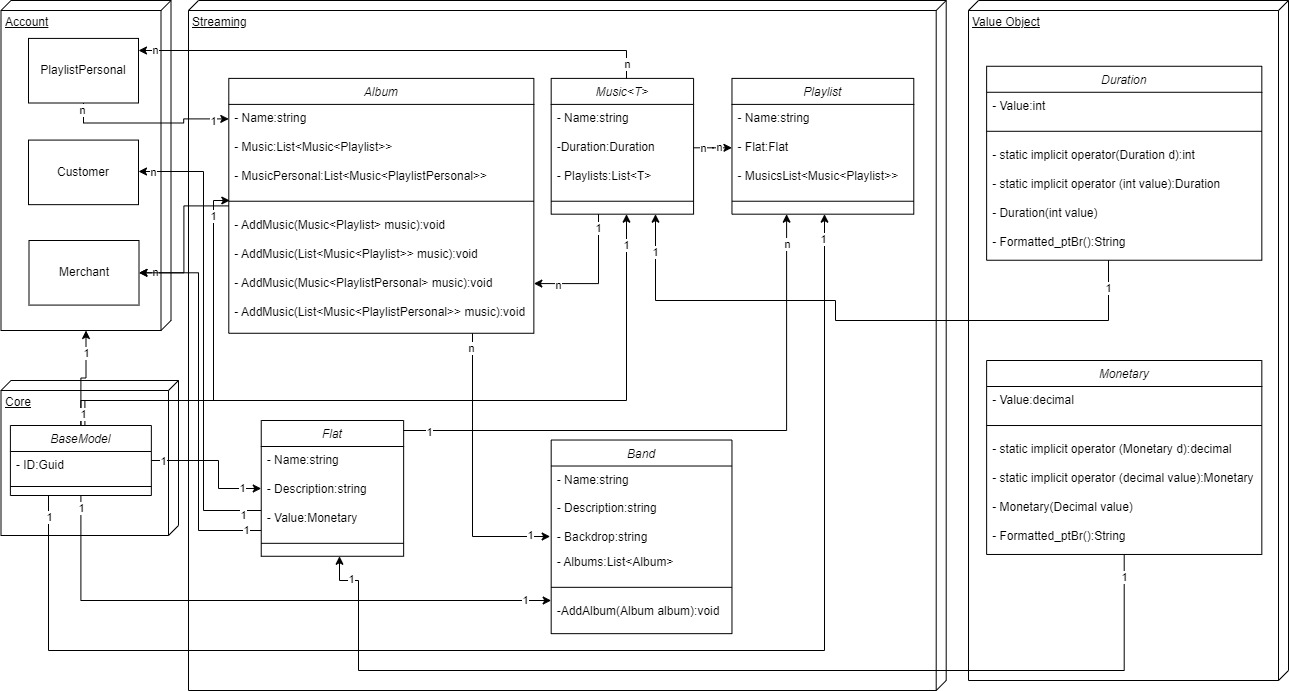 Account
PlaylistPersonal
Customer
Merchant
Core
BaseModel
- ID:Guid
Streaming
Album
- Name:string
- Music:List<Music<Playlist>>
- MusicPersonal:List<Music<PlaylistPersonal>>
- AddMusic(Music<Playlist> music):void
- AddMusic(List<Music<Playlist>> music):void
- AddMusic(Music<PlaylistPersonal> music):void
- AddMusic(List<Music<PlaylistPersonal>> music):void
Music<T>
- Name:string
-Duration:Duration
- Playlists:List<T>
Playlist
- Name:string
- Flat:Flat
- MusicsList<Music<Playlist>>
Flat
- Name:string
- Description:string
- Value:Monetary
Band
- Name:string
- Description:string
- Backdrop:string
- Albums:List<Album>
-AddAlbum(Album album):void
Value Object
Duration
- Value:int
- static implicit operator(Duration d):int
- static implicit operator (int value):Duration
- Duration(int value)
- Formatted_ptBr():String
Monetary
- Value:decimal
- static implicit operator (Monetary d):decimal
- static implicit operator (decimal value):Monetary
- Monetary(Decimal value)
- Formatted_ptBr():String
n
n
n
1
n
n
n
n
1
1
n
1
1
1
n
1
1
n
1
1
1
1
1
1
1
1
1
1
1
1
1